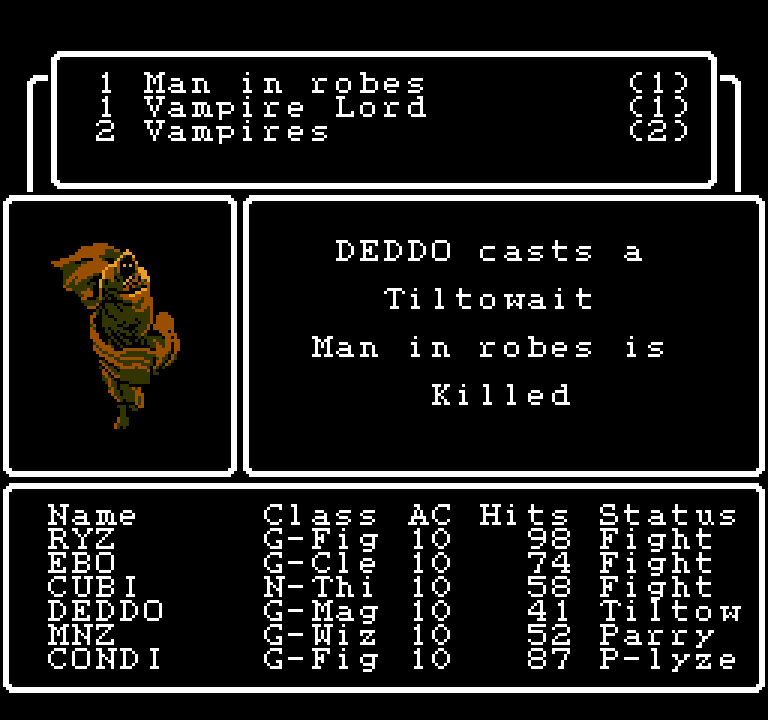 1 Man in robes (1)
1 Vampire Lord (1)
2 Vampires (2)
DEDDO casts a
Tiltowait
Man in robes is
Killed
Name Class AC Hits Status
RYZ G-Fig 10 98 Fight
EBO G-Cle 10 74 Fight
CUBI N-Thi 10 58 Fight
DEDDO G-Mag 10 41 Tiltow
MNZ G-Wiz 10 52 Parry
CONDI G-Fig 10 87 P-lyze